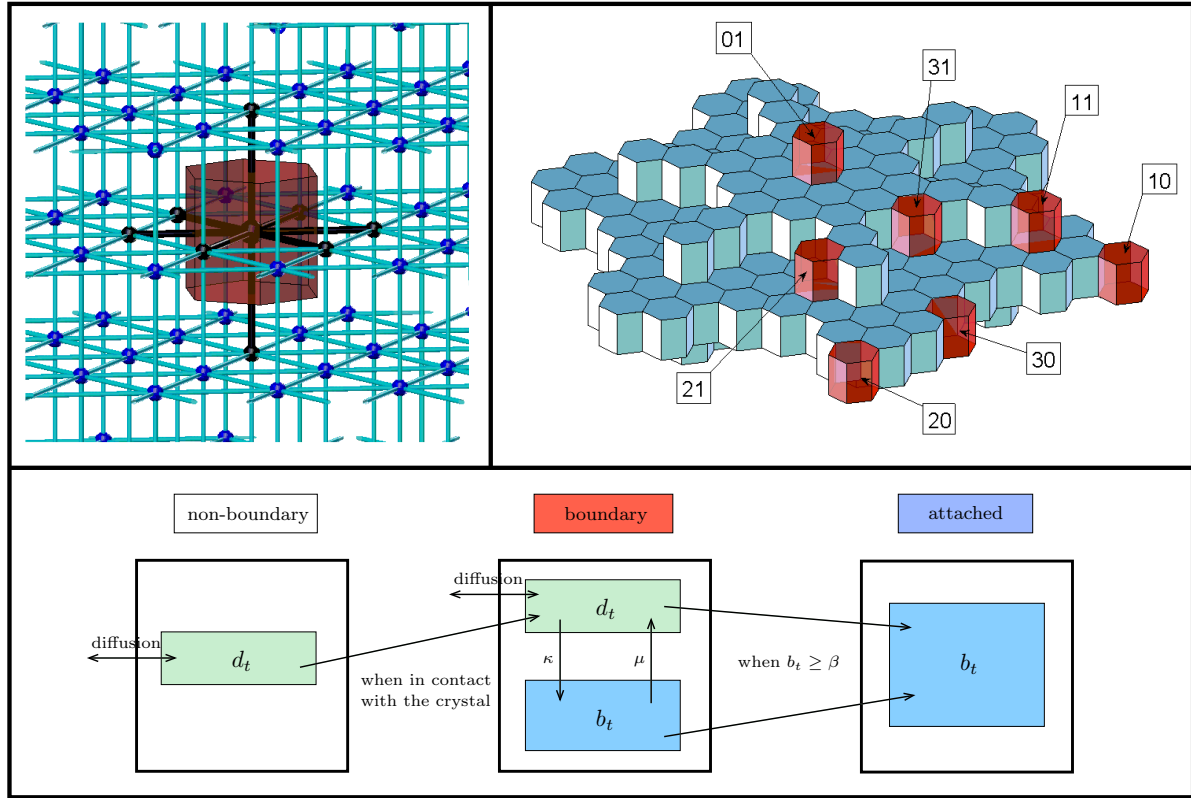 01
31
11
10
21
30
20
non-boundary
boundary
attached
diffusion
diffusion
d_t
d_t
κ
μ
when b_t ≥ β
b_t
when in contact
with the crystal
b_t